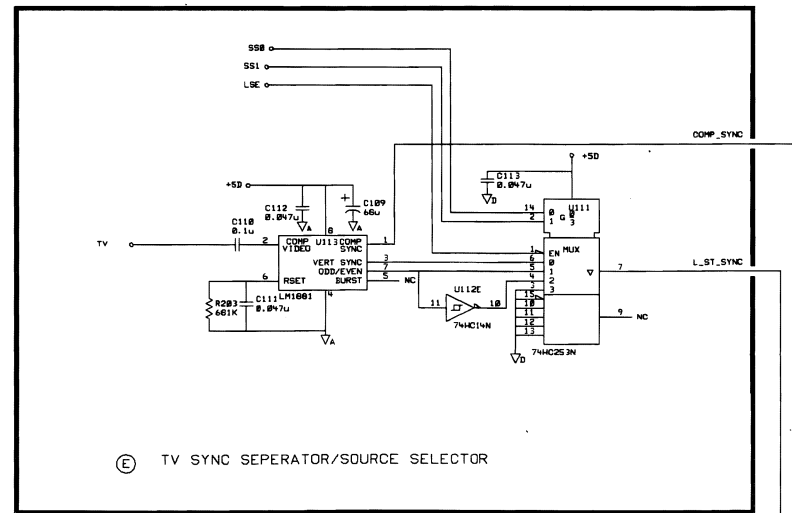 SS0
SS1
LSE
COMP_SYNC
+5D
C113
0.047u
D
+5D
C112
0.047u
A
+
C109
68u
A
14 0 U111
2 1 G 0
3
C110
0.1u
TV
2 COMP VIDEO U113 COMP SYNC 1
8
VERT SYNC 3
ODD/EVEN 7
BURST 5 NC
6 RSET
LM1881
4
R203
681K
C111
0.047u
A
1 EN MUX
6 0
5 1
4 2
3 3
7 L_ST_SYNC
U112E
11 10
74HC14N
15
10
11
12
13
9 NC
D
74HC253N
E TV SYNC SEPERATOR/SOURCE SELECTOR